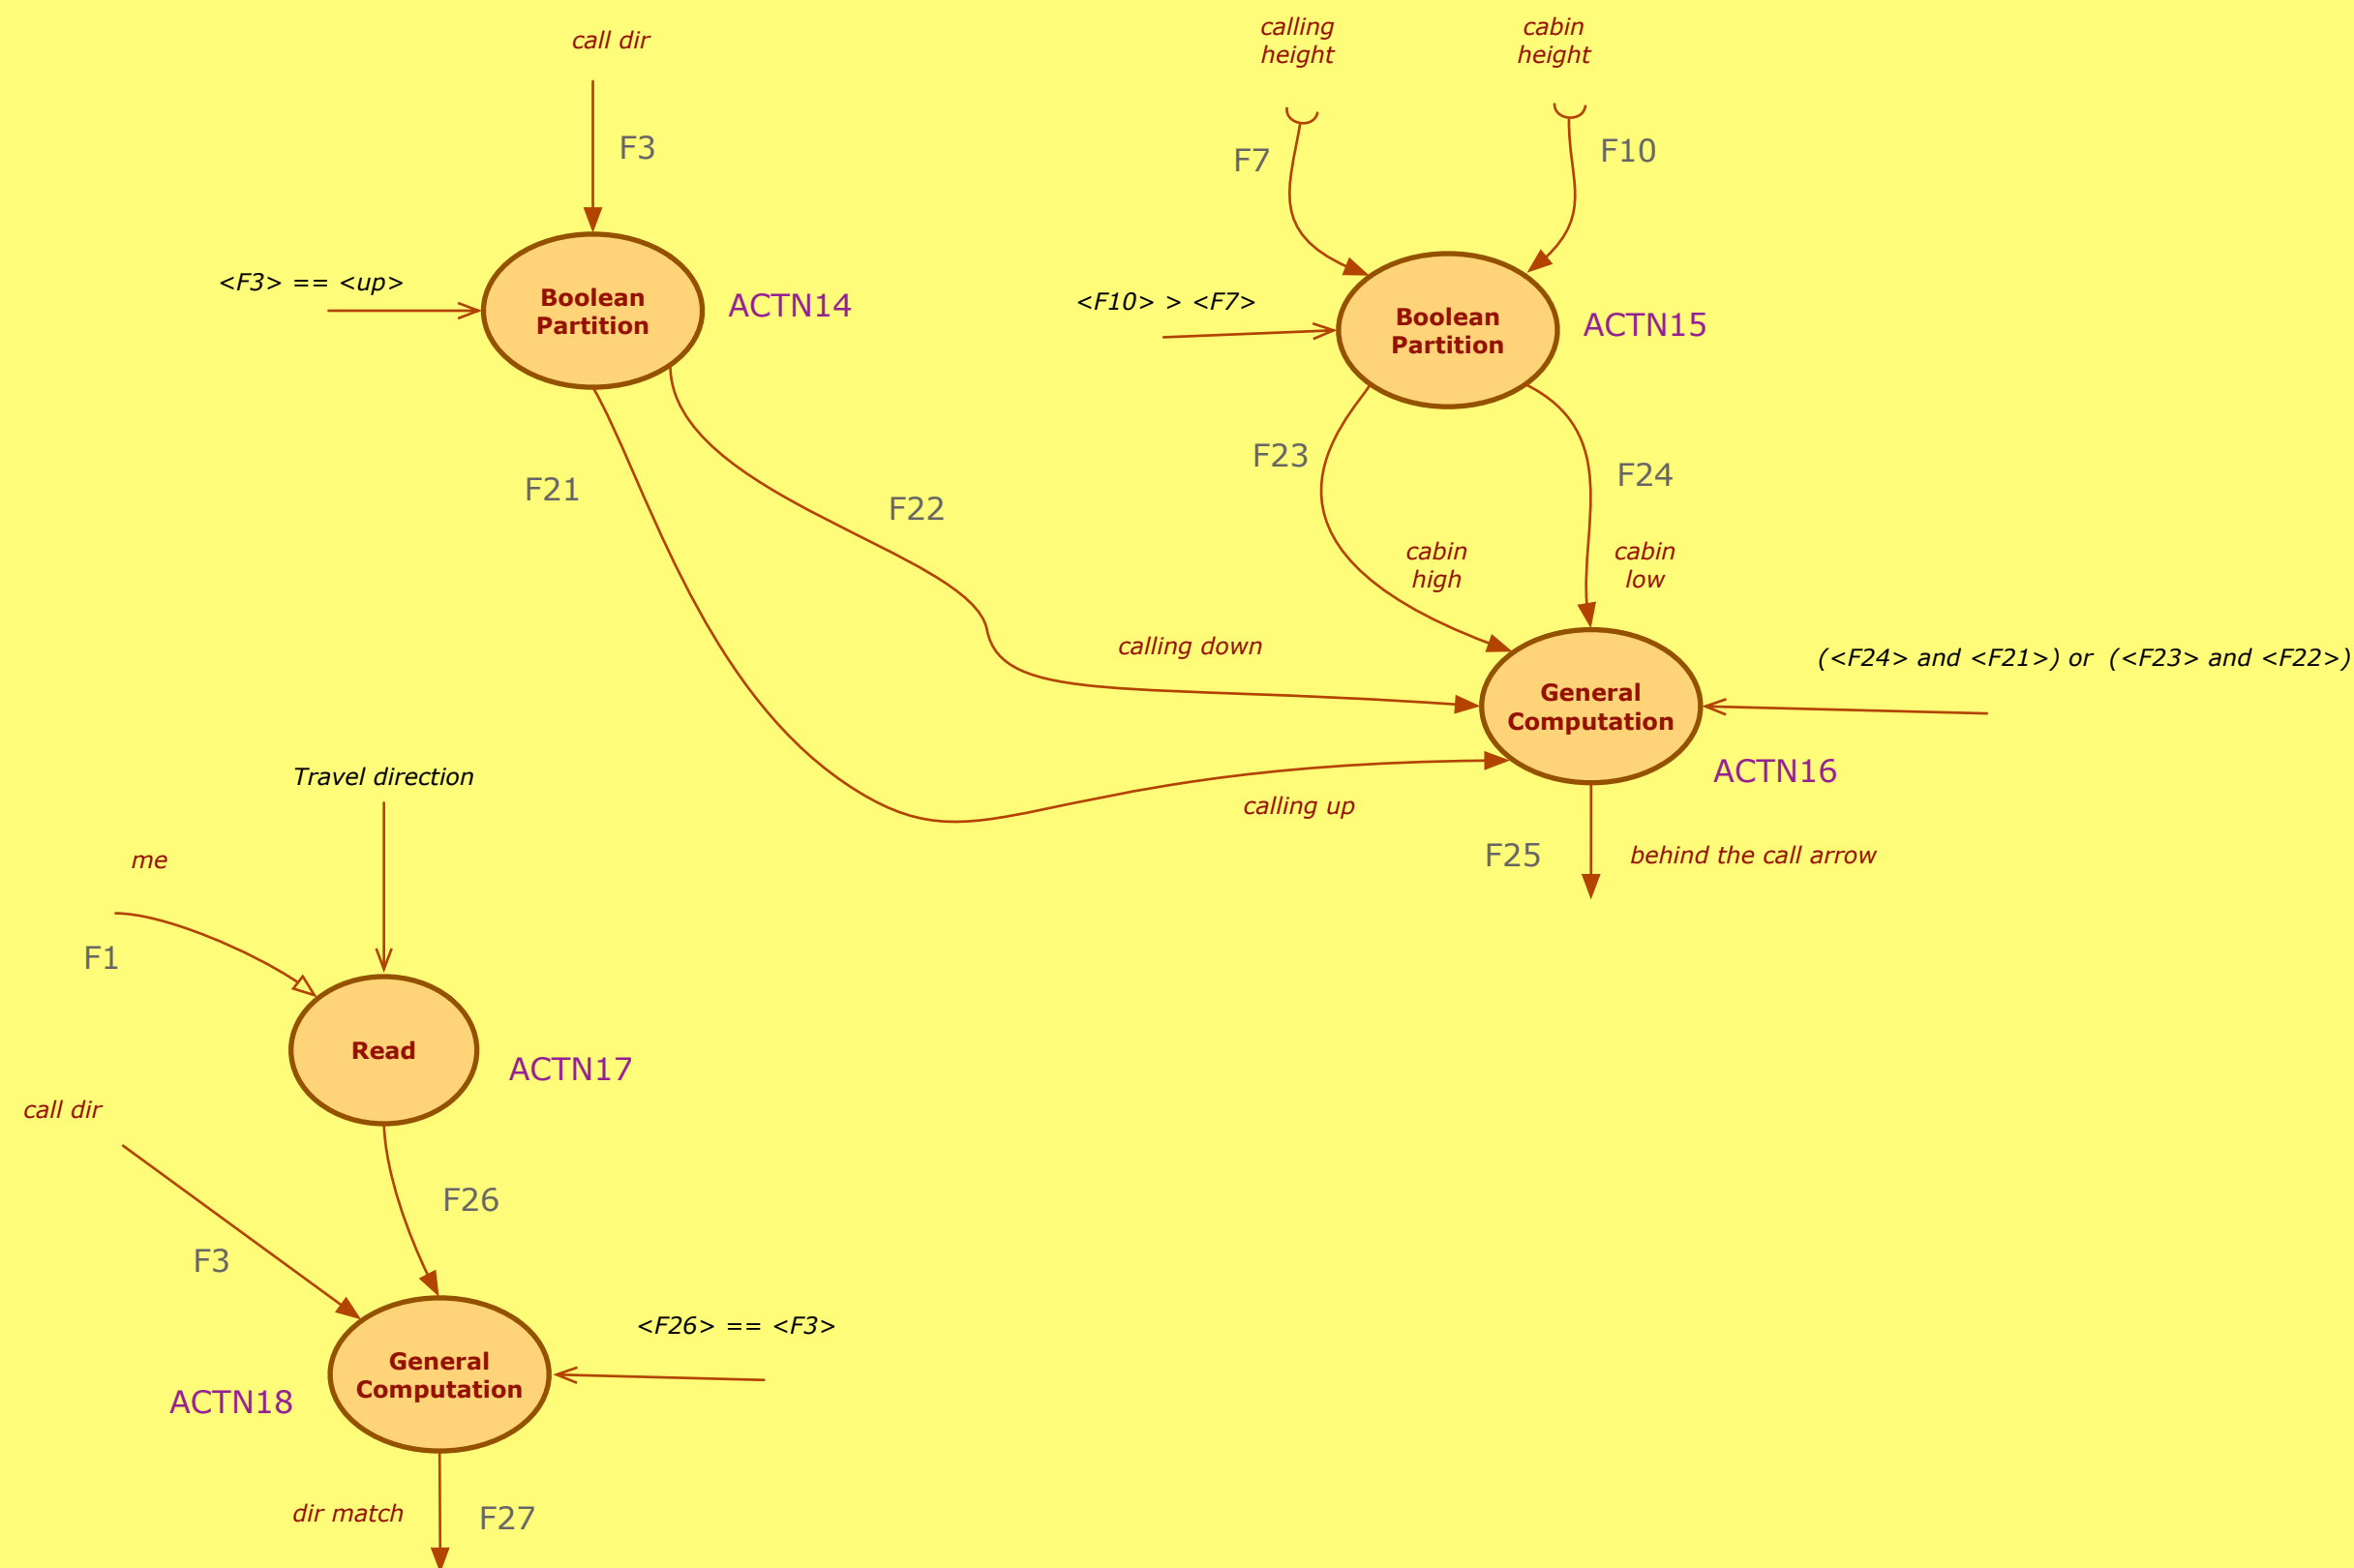 call dir
calling
height
cabin
height
F3
F7
F10
<F3> == <up>
Boolean
Partition
ACTN14
<F10> > <F7>
Boolean
Partition
ACTN15
F21
F22
F23
F24
cabin
high
cabin
low
calling down
(<F24> and <F21>) or  (<F23> and <F22>)
General
Computation
ACTN16
calling up
F25
behind the call arrow
Travel direction
me
F1
Read
ACTN17
call dir
F26
F3
<F26> == <F3>
General
Computation
ACTN18
dir match
F27